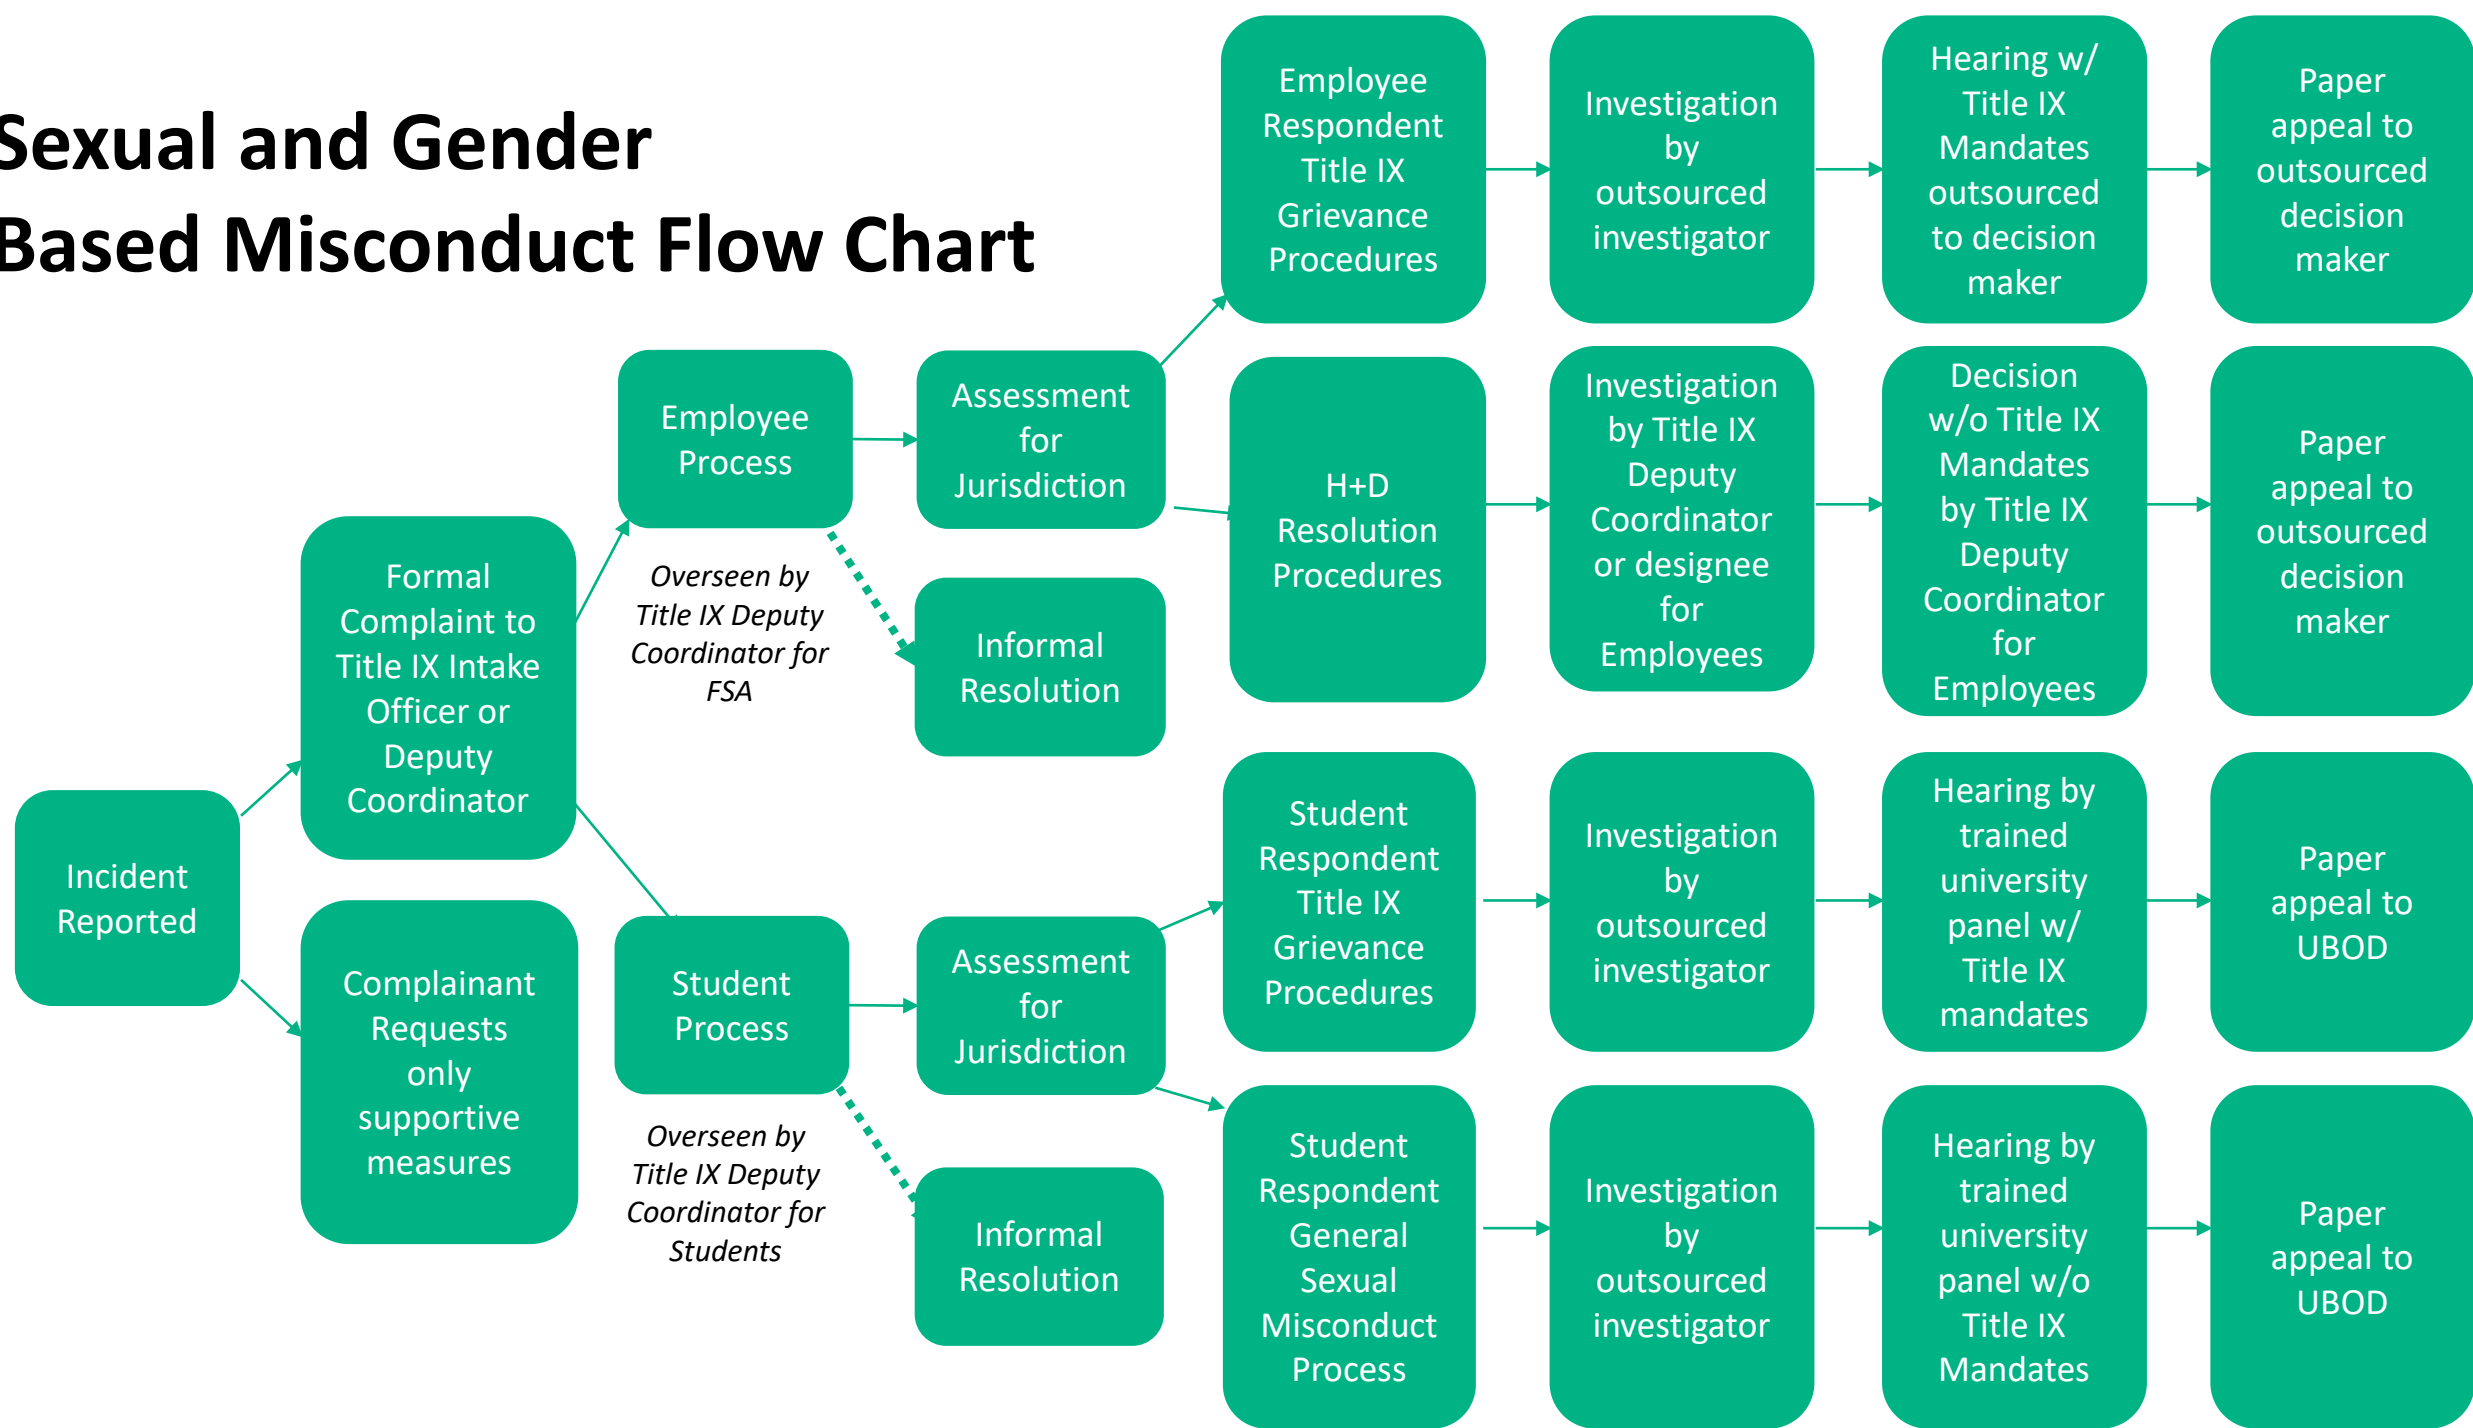 Sexual and Gender
Based Misconduct Flow Chart
Incident
Reported
Formal
Complaint to
Title IX Intake
Officer or
Deputy
Coordinator
Complainant
Requests
only
supportive
measures
Employee
Process
Overseen by
Title IX Deputy
Coordinator for
FSA
Assessment
for
Jurisdiction
Informal
Resolution
Employee
Respondent
Title IX
Grievance
Procedures
Investigation
by
outsourced
investigator
Hearing w/
Title IX
Mandates
outsourced
to decision
maker
Paper
appeal to
outsourced
decision
maker
H+D
Resolution
Procedures
Investigation
by Title IX
Deputy
Coordinator
or designee
for
Employees
Decision
w/o Title IX
Mandates
by Title IX
Deputy
Coordinator
for
Employees
Paper
appeal to
outsourced
decision
maker
Student
Process
Overseen by
Title IX Deputy
Coordinator for
Students
Assessment
for
Jurisdiction
Informal
Resolution
Student
Respondent
Title IX
Grievance
Procedures
Investigation
by
outsourced
investigator
Hearing by
trained
university
panel w/
Title IX
mandates
Paper
appeal to
UBOD
Student
Respondent
General
Sexual
Misconduct
Process
Investigation
by
outsourced
investigator
Hearing by
trained
university
panel w/o
Title IX
Mandates
Paper
appeal to
UBOD